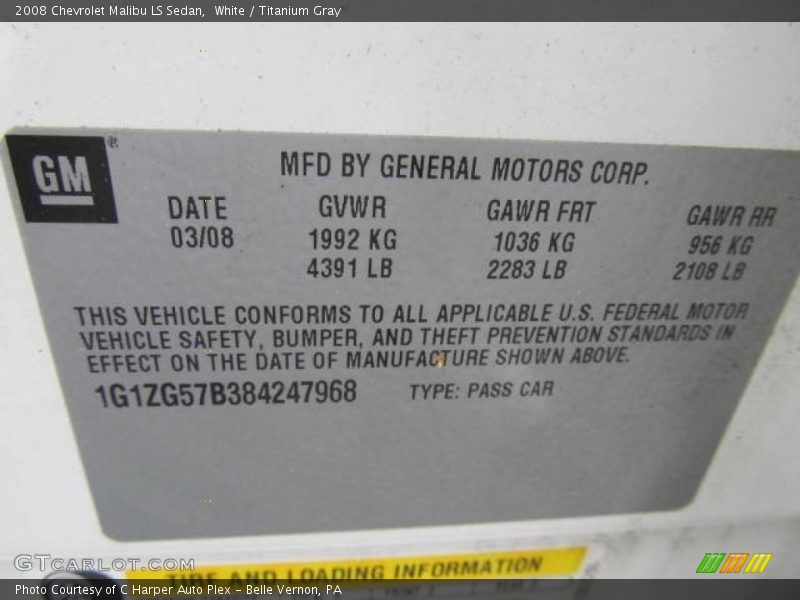 2008 Chevrolet Malibu LS Sedan, White / Titanium Gray
GM®
MFD BY GENERAL MOTORS CORP.
DATE GVWR GAWR FRT GAWR RR
03/08 1992 KG 1036 KG 956 KG
4391 LB 2283 LB 2108 LB
THIS VEHICLE CONFORMS TO ALL APPLICABLE U.S. FEDERAL MOTOR
VEHICLE SAFETY, BUMPER, AND THEFT PREVENTION STANDARDS IN
EFFECT ON THE DATE OF MANUFACTURE SHOWN ABOVE.
1G1ZG57B384247968 TYPE: PASS CAR
GTCarLot.com
TIRE AND LOADING INFORMATION
Photo Courtesy of C Harper Auto Plex - Belle Vernon, PA